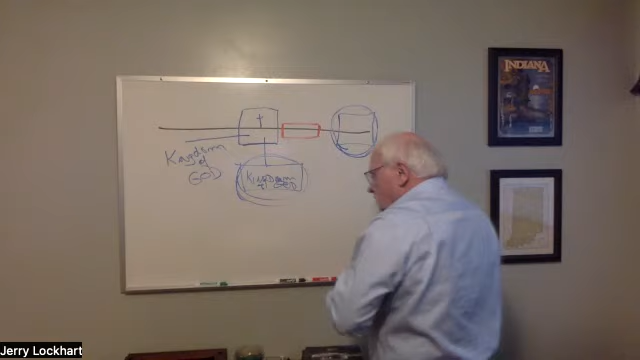 INDIANA
†
Kingdom
of
GOD
Kingdom
of GOD
Jerry Lockhart